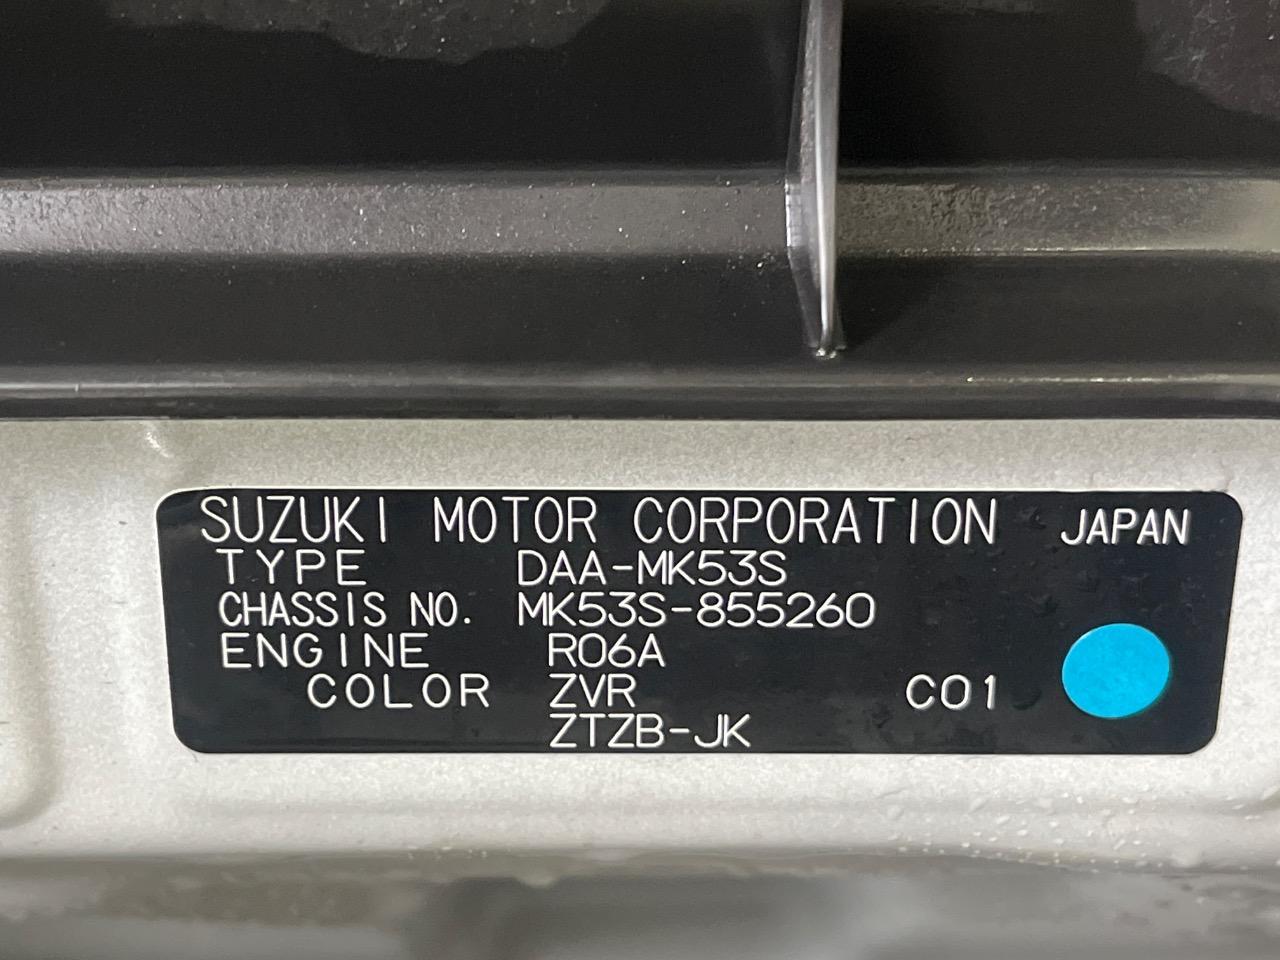 SUZUKI MOTOR CORPORATION JAPAN
TYPE DAA-MK53S
CHASSIS NO. MK53S-855260
ENGINE R06A
COLOR ZVR C01
ZTZB-JK